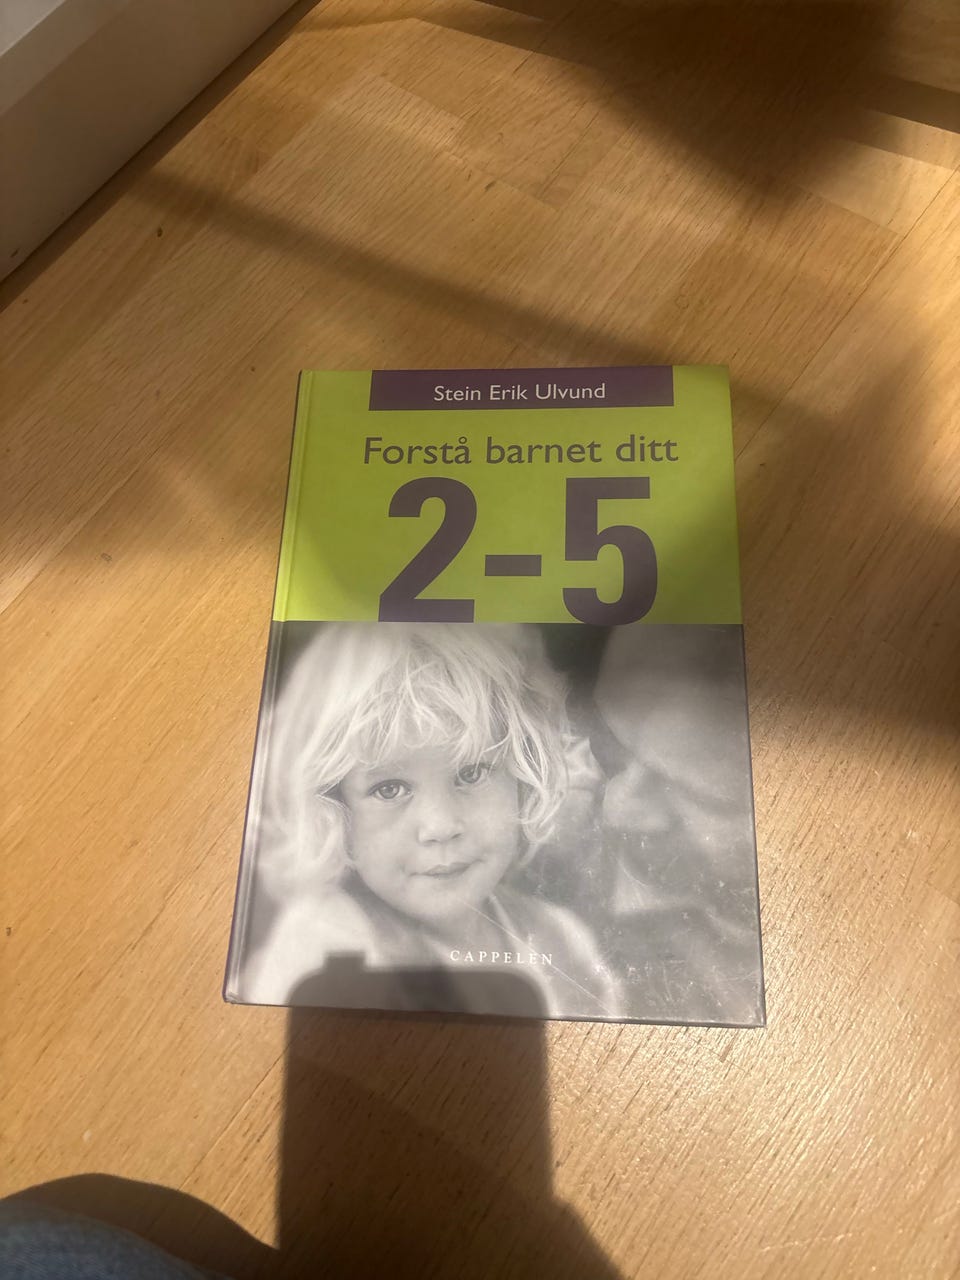 Stein Erik Ulvund
Forstå barnet ditt
2-5
CAPPELEN